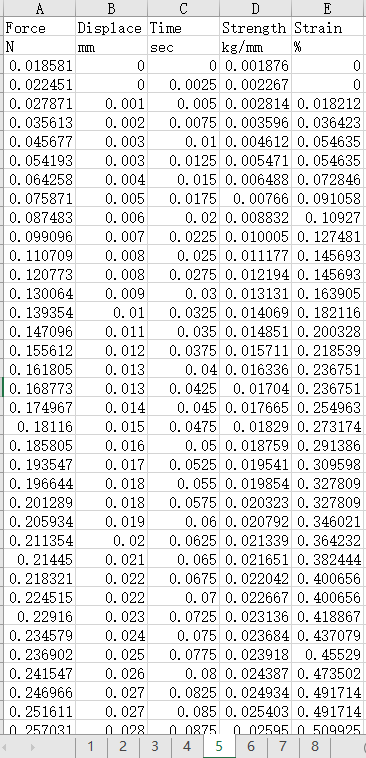 A B C D E
Force Displace Time Strength Strain
N mm sec kg/mm %
0.018581 0 0 0.001876 0
0.022451 0 0.0025 0.002267 0
0.027871 0.001 0.005 0.002814 0.018212
0.035613 0.002 0.0075 0.003596 0.036423
0.045677 0.003 0.01 0.004612 0.054635
0.054193 0.003 0.0125 0.005471 0.054635
0.064258 0.004 0.015 0.006488 0.072846
0.075871 0.005 0.0175 0.00766 0.091058
0.087483 0.006 0.02 0.008832 0.10927
0.099096 0.007 0.0225 0.010005 0.127481
0.110709 0.008 0.025 0.011177 0.145693
0.120773 0.008 0.0275 0.012194 0.145693
0.130064 0.009 0.03 0.013131 0.163905
0.139354 0.01 0.0325 0.014069 0.182116
0.147096 0.011 0.035 0.014851 0.200328
0.155612 0.012 0.0375 0.015711 0.218539
0.161805 0.013 0.04 0.016336 0.236751
0.168773 0.013 0.0425 0.01704 0.236751
0.174967 0.014 0.045 0.017665 0.254963
0.18116 0.015 0.0475 0.01829 0.273174
0.185805 0.016 0.05 0.018759 0.291386
0.193547 0.017 0.0525 0.019541 0.309598
0.196644 0.018 0.055 0.019854 0.327809
0.201289 0.018 0.0575 0.020323 0.327809
0.205934 0.019 0.06 0.020792 0.346021
0.211354 0.02 0.0625 0.021339 0.364232
0.21445 0.021 0.065 0.021651 0.382444
0.218321 0.022 0.0675 0.022042 0.400656
0.224515 0.022 0.07 0.022667 0.400656
0.22916 0.023 0.0725 0.023136 0.418867
0.234579 0.024 0.075 0.023684 0.437079
0.236902 0.025 0.0775 0.023918 0.45529
0.241547 0.026 0.08 0.024387 0.473502
0.246966 0.027 0.0825 0.024934 0.491714
0.251611 0.027 0.085 0.025403 0.491714
0.257031 0.028 0.0875 0.02595 0.509925
1 2 3 4 5 6 7 8